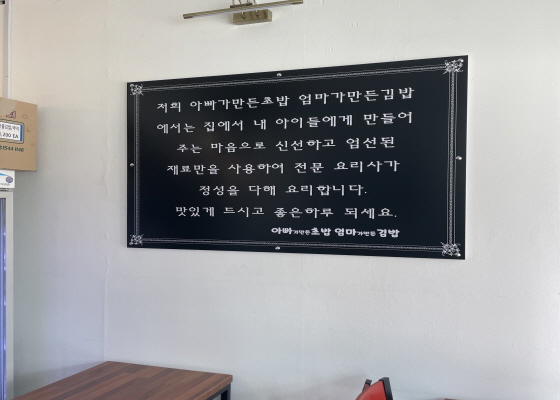 저희 아빠가만든초밥 엄마가만든김밥
에서는 집에서 내 아이들에게 만들어
주는 마음으로 신선하고 엄선된
재료만을 사용하여 전문 요리사가
정성을 다해 요리합니다.
맛있게 드시고 좋은하루 되세요.
아빠가만든초밥 엄마가만든김밥